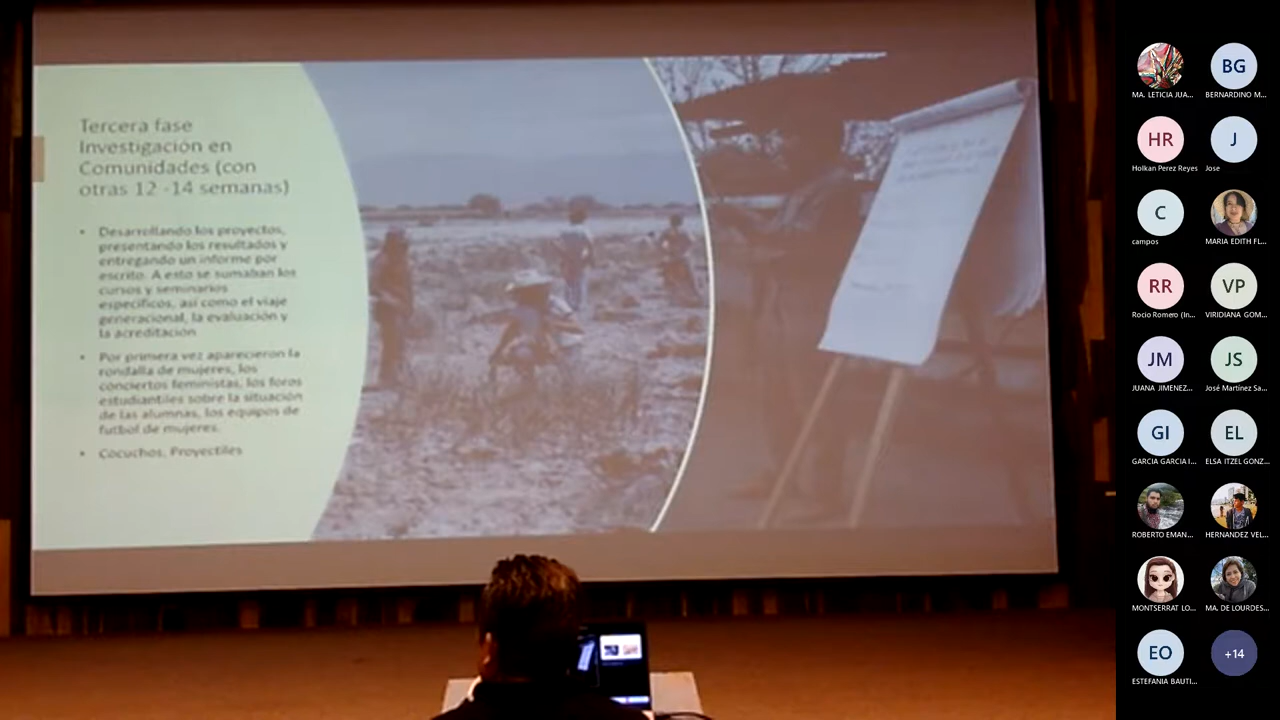 Tercera fase
Investigación en
Comunidades (con
otras 12 -14 semanas)
• Desarrollando los proyectos,
presentando los resultados y
entregando un informe por
escrito. A esto se sumaban los
cursos y seminarios
específicos, así como el viaje
generacional, la evaluación y
la acreditación
• Por primera vez aparecieron la
rondalla de mujeres, los
conciertos feministas, los foros
estudiantiles sobre la situación
de las alumnas, los equipos de
futbol de mujeres.
• Cocuchos, Proyectiles
MA. LETICIA JUA...
BG
BERNARDINO M...
HR
Holkan Perez Reyes
J
Jose
C
campos
MARIA EDITH FL...
RR
Rocio Romero (In...
VP
VIRIDIANA GOM...
JM
JUANA JIMENEZ...
JS
José Martínez Sa...
GI
GARCIA GARCIA I...
EL
ELSA ITZEL GONZ...
ROBERTO EMAN...
HERNANDEZ VEL...
MONTSERRAT LO...
MA. DE LOURDES...
EO
ESTEFANIA BAUTI...
+14